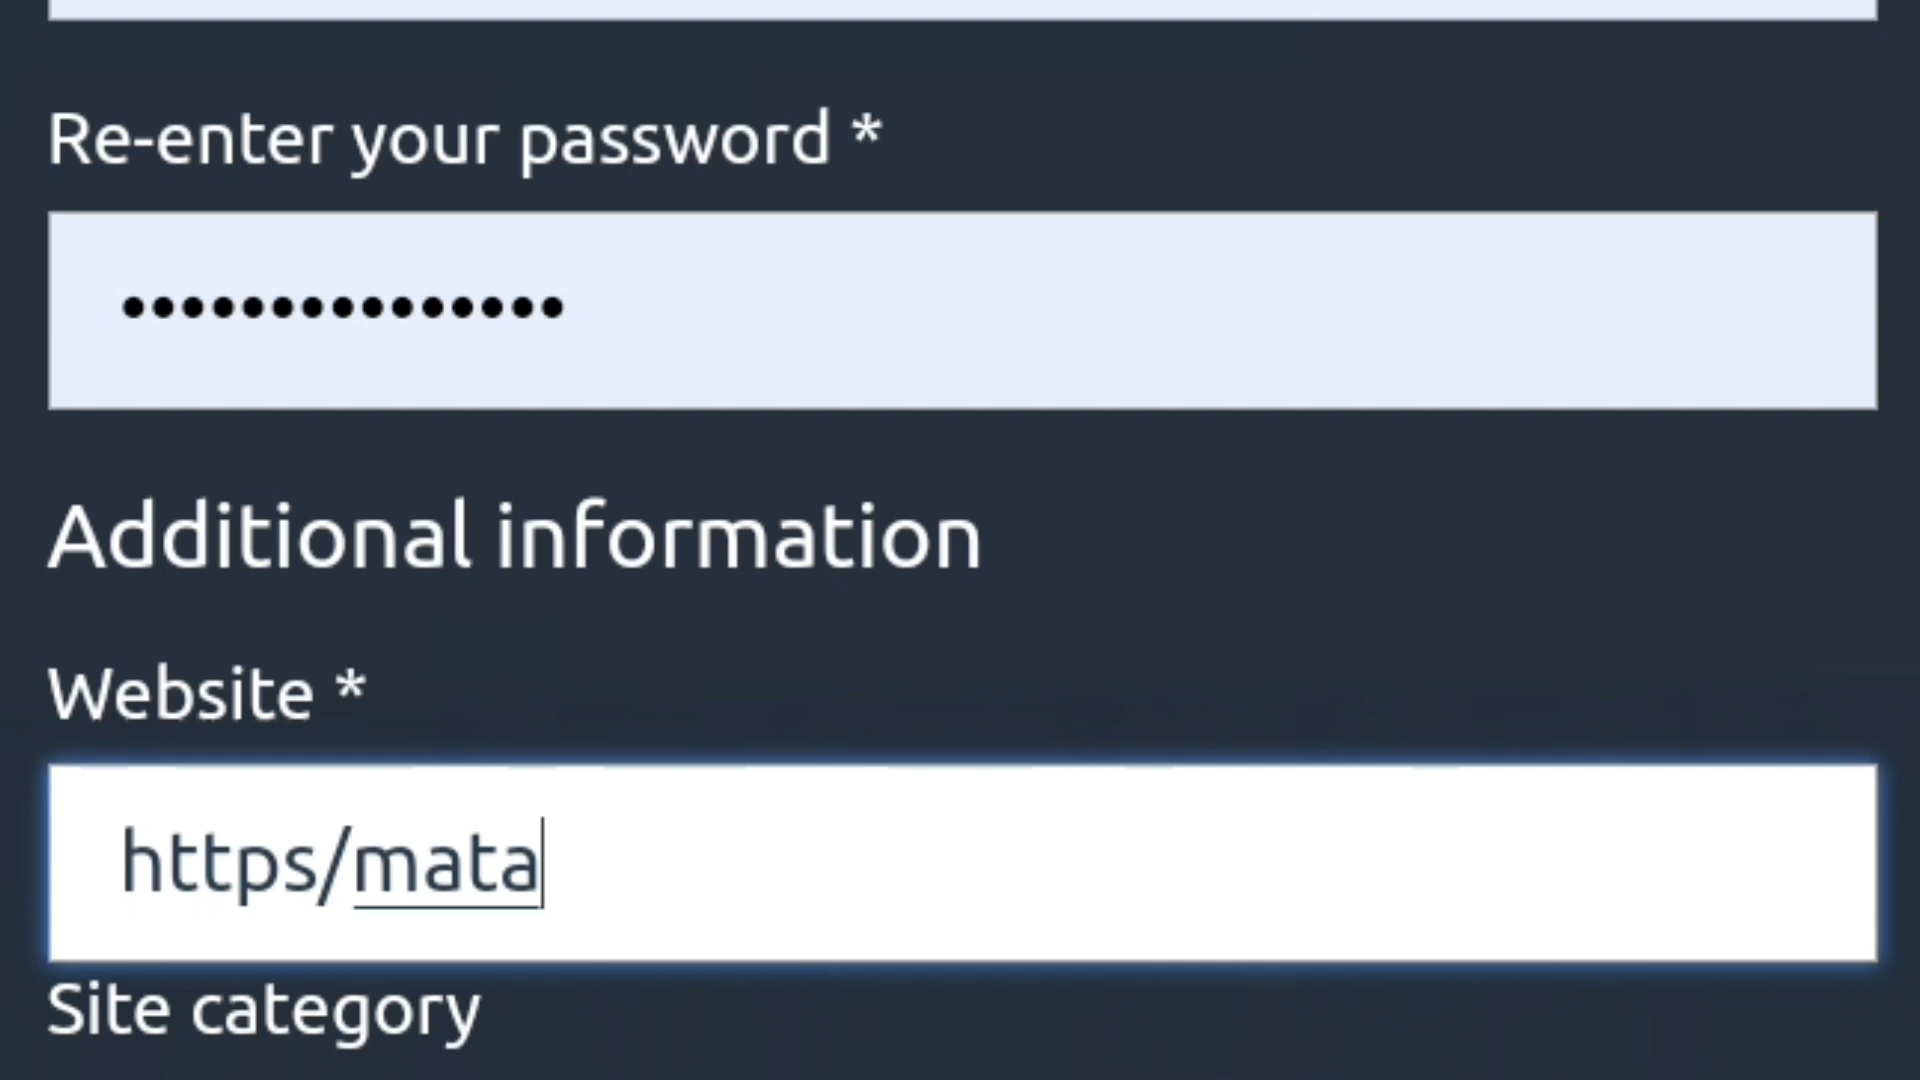 Re-enter your password *
•••••••••••••••
Additional information
Website *
https/mata
Site category